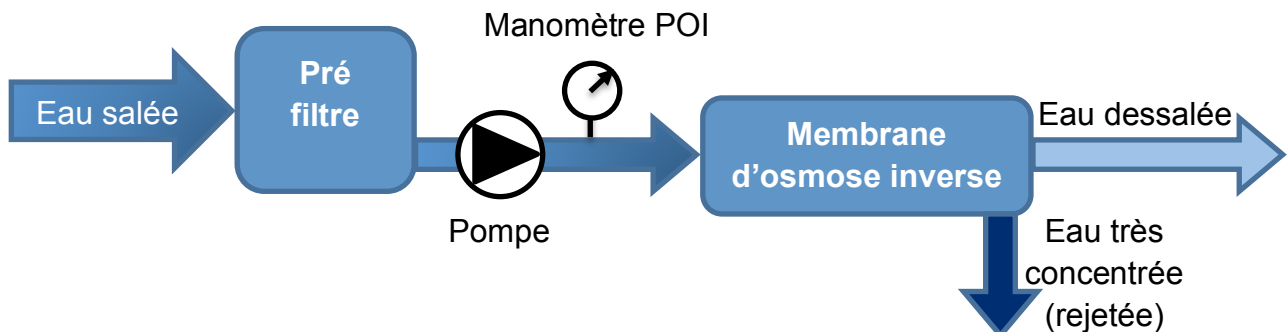 Manomètre POI
Pré
filtre
Eau salée
Eau dessalée
Membrane
d'osmose inverse
Pompe
Eau très
concentrée
(rejetée)